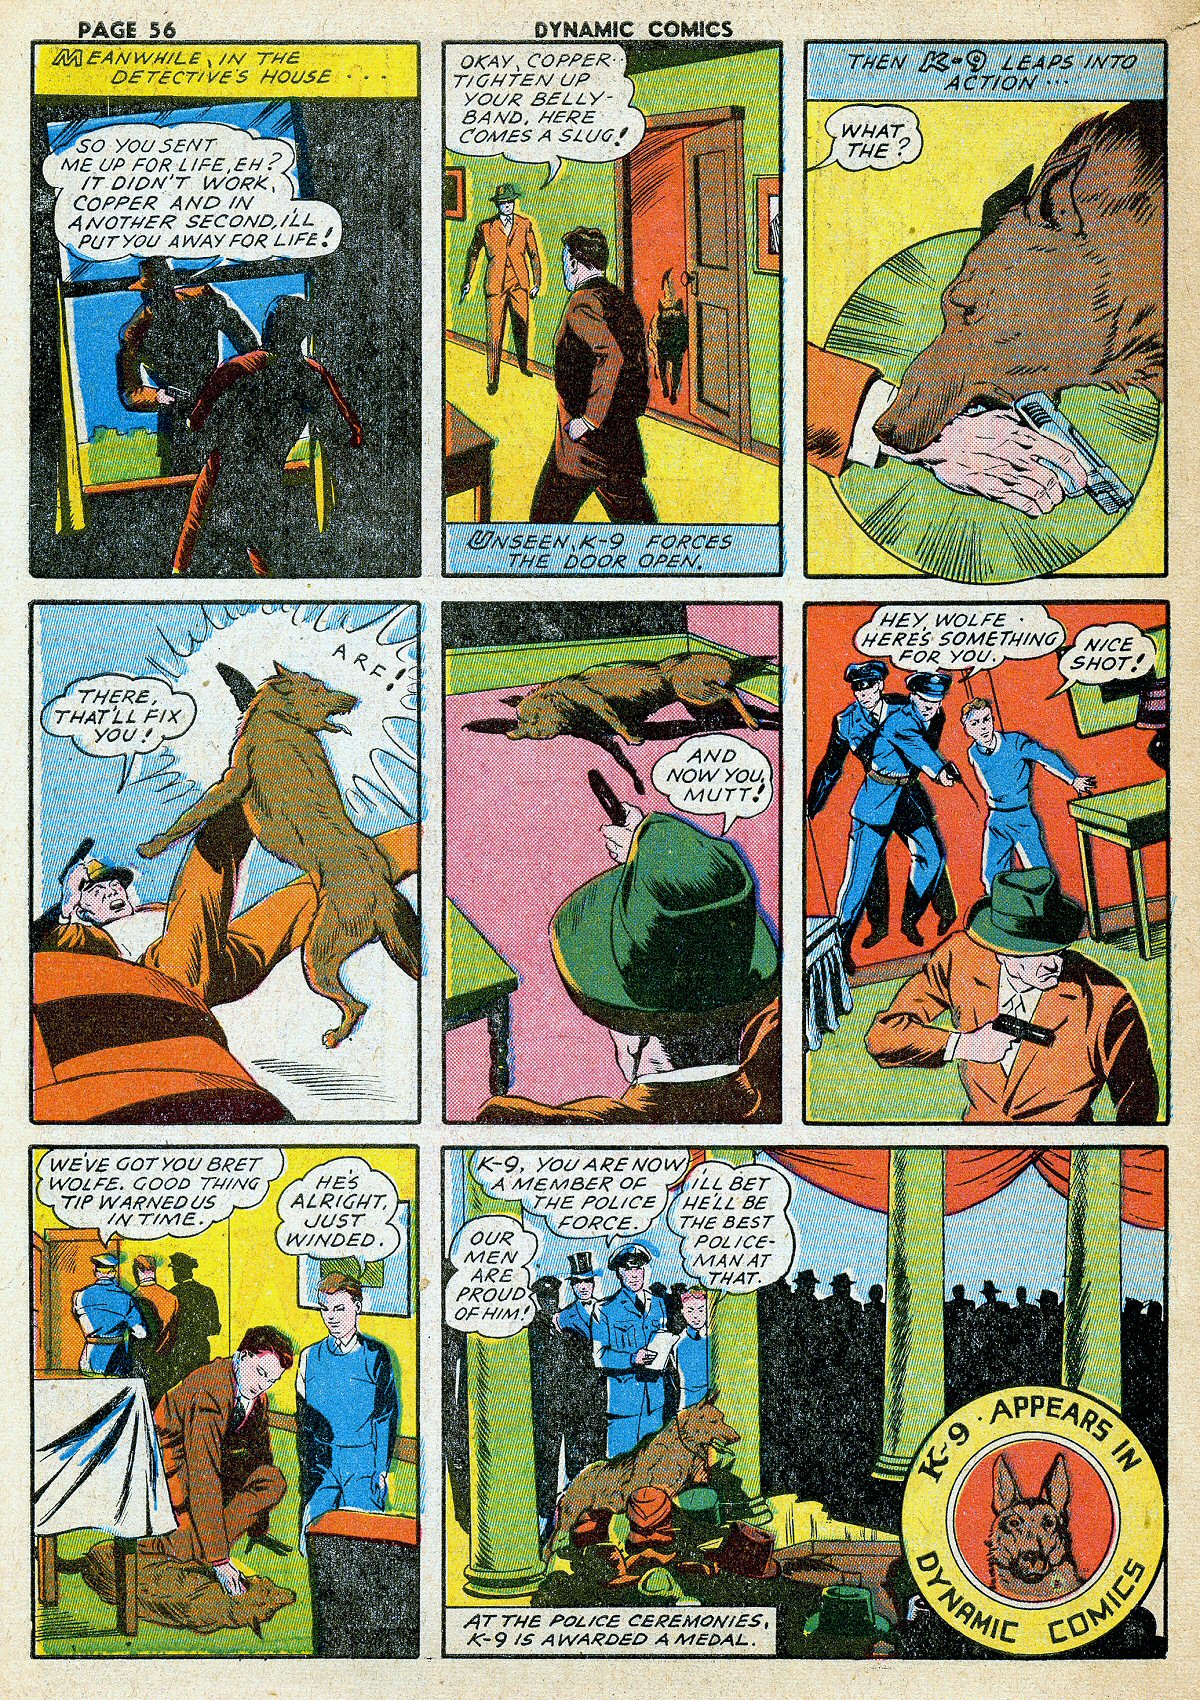 PAGE 56
DYNAMIC COMICS
MEANWHILE, IN THE
DETECTIVE'S HOUSE . . .
SO YOU SENT
ME UP FOR LIFE, EH?
IT DIDN'T WORK,
COPPER AND IN
ANOTHER SECOND, I'LL
PUT YOU AWAY FOR LIFE!
OKAY, COPPER..
TIGHTEN UP
YOUR BELLY-
BAND, HERE
COMES A SLUG!
UNSEEN, K-9 FORCES
THE DOOR OPEN.
THEN K-9 LEAPS INTO
ACTION...
WHAT
THE?
THERE,
THAT'LL FIX
YOU!
ARF!
AND
NOW YOU,
MUTT!
HEY, WOLFE .
HERE'S SOMETHING
FOR YOU.
NICE
SHOT!
WE'VE GOT YOU BRET
WOLFE. GOOD THING
TIP WARNED US
IN TIME.
HE'S
ALRIGHT,
JUST
WINDED.
K-9, YOU ARE NOW
A MEMBER OF
THE POLICE
FORCE.
OUR
MEN
ARE
PROUD
OF HIM!
I'LL BET
HE'LL BE
THE BEST
POLICE-
MAN AT
THAT.
AT THE POLICE CEREMONIES,
K-9 IS AWARDED A MEDAL.
K-9 · APPEARS IN
DYNAMIC COMICS